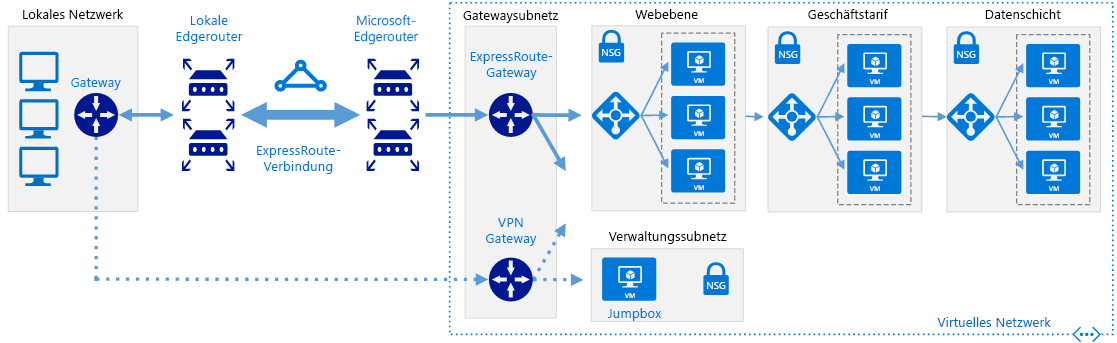 Lokales Netzwerk
Gateway
Lokale
Edgerouter
ExpressRoute-
Verbindung
Microsoft-
Edgerouter
Gatewaysubnetz
ExpressRoute-
Gateway
VPN
Gateway
Webebene
NSG
VM
VM
VM
Geschäftstarif
NSG
VM
VM
VM
Datenschicht
NSG
VM
VM
VM
Verwaltungssubnetz
VM
NSG
Jumpbox
Virtuelles Netzwerk